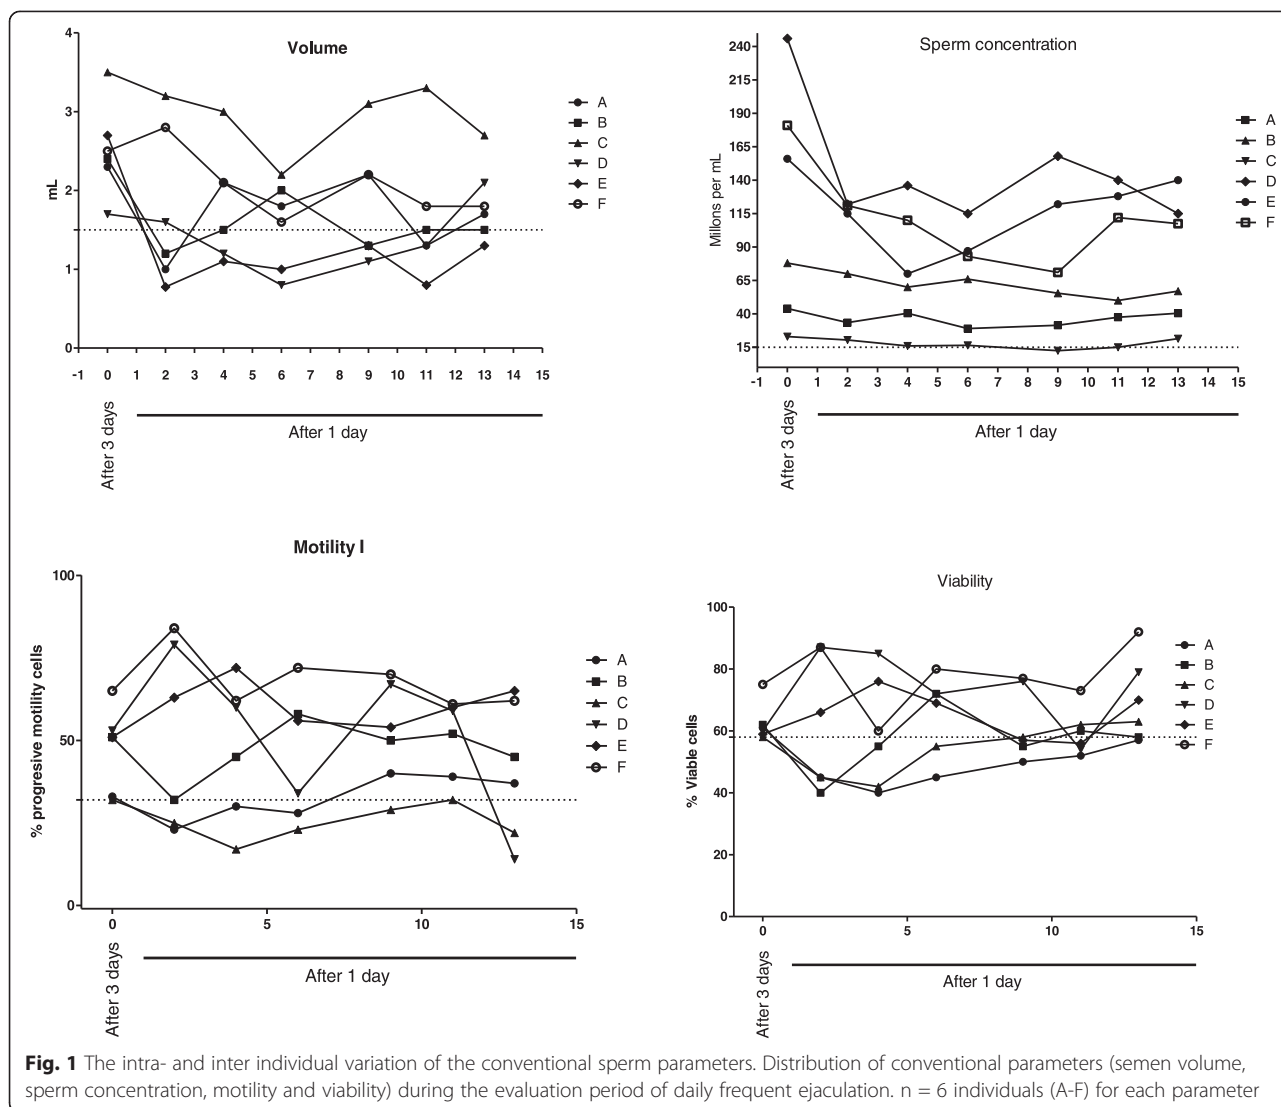 Volume
4
3
2
1
0
mL
-1 0 1 2 3 4 5 6 7 8 9 10 11 12 13 14 15
After 3 days
After 1 day
A
B
C
D
E
F
Sperm concentration
240
215
190
165
140
115
90
65
40
15
Millons per mL
-1 0 1 2 3 4 5 6 7 8 9 10 11 12 13 14 15
After 3 days
After 1 day
A
B
C
D
E
F
Motility I
100
50
0
% progresive motility cells
0 5 10 15
After 3 days
After 1 day
A
B
C
D
E
F
Viability
100
80
60
40
20
0
% Viable cells
0 5 10 15
After 3 days
After 1 day
A
B
C
D
E
F
Fig. 1 The intra- and inter individual variation of the conventional sperm parameters. Distribution of conventional parameters (semen volume,
sperm concentration, motility and viability) during the evaluation period of daily frequent ejaculation. n = 6 individuals (A-F) for each parameter